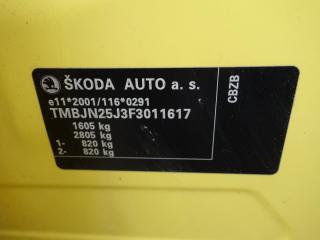 ŠKODA AUTO a. s.
e11*2001/116*0291
TMBJN25J3F3011617
1605 kg
2805 kg
1- 820 kg
2- 820 kg
CBZB